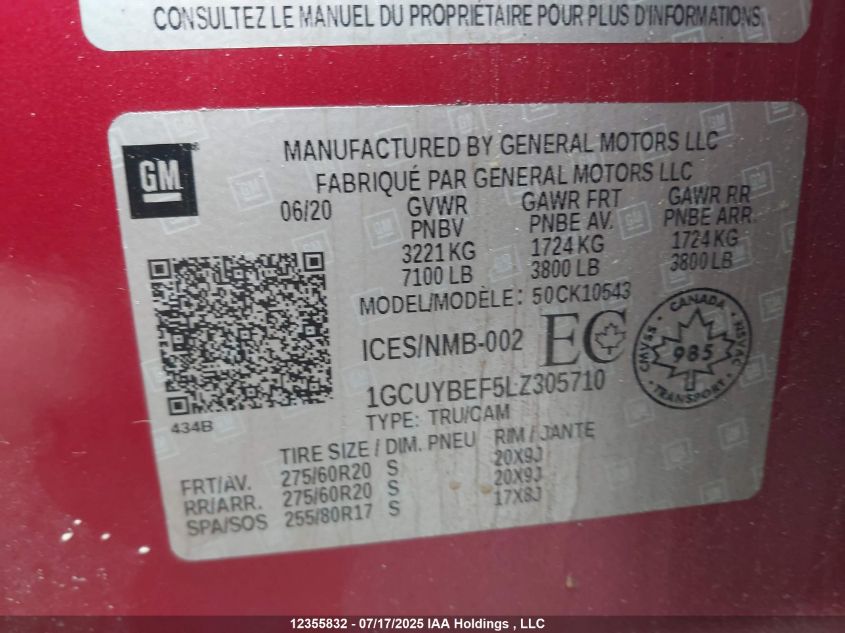 CONSULTEZ LE MANUEL DU PROPRIÉTAIRE POUR PLUS D'INFORMATIONS.
GM
MANUFACTURED BY GENERAL MOTORS LLC
FABRIQUÉ PAR GENERAL MOTORS LLC
06/20 GVWR GAWR FRT GAWR RR
PNBV PNBE AV. PNBE ARR.
3221 KG 1724 KG 1724 KG
7100 LB 3800 LB 3800 LB
MODEL/MODÈLE: 50CK10543
ICES/NMB-002 EC
CANADA
CMVSS 985 NSVAC
TRANSPORT
1GCUYBEF5LZ305710
TYPE: TRU/CAM
434B
TIRE SIZE / DIM. PNEU RIM / JANTE
FRT/AV. 275/60R20 S 20X9J
RR/ARR. 275/60R20 S 20X9J
SPA/SOS 255/80R17 S 17X8J
12355832 - 07/17/2025 IAA Holdings , LLC